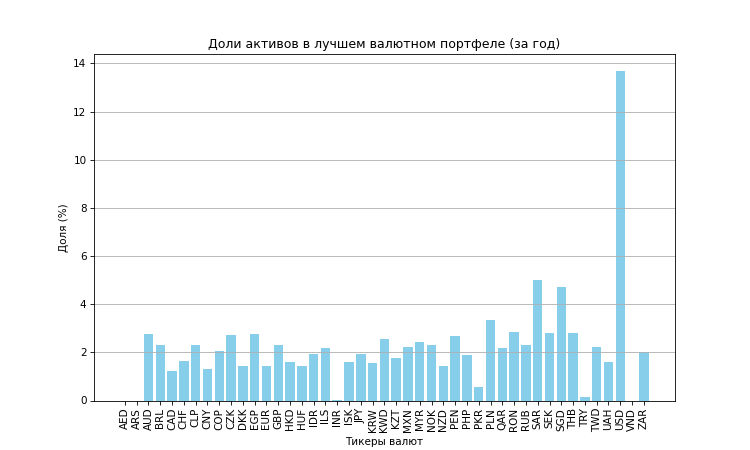 Доли активов в лучшем валютном портфеле (за год)
Доля (%)
14
12
10
8
6
4
2
0
AED ARS AUD BRL CAD CHF CLP CNY COP CZK DKK EGP EUR GBP HKD HUF IDR ILS INR ISK JPY KRW KWD KZT MXN MYR NOK NZD PEN PHP PKR PLN QAR RON RUB SAR SEK SGD THB TRY TWD UAH USD VND ZAR
Тикеры валют